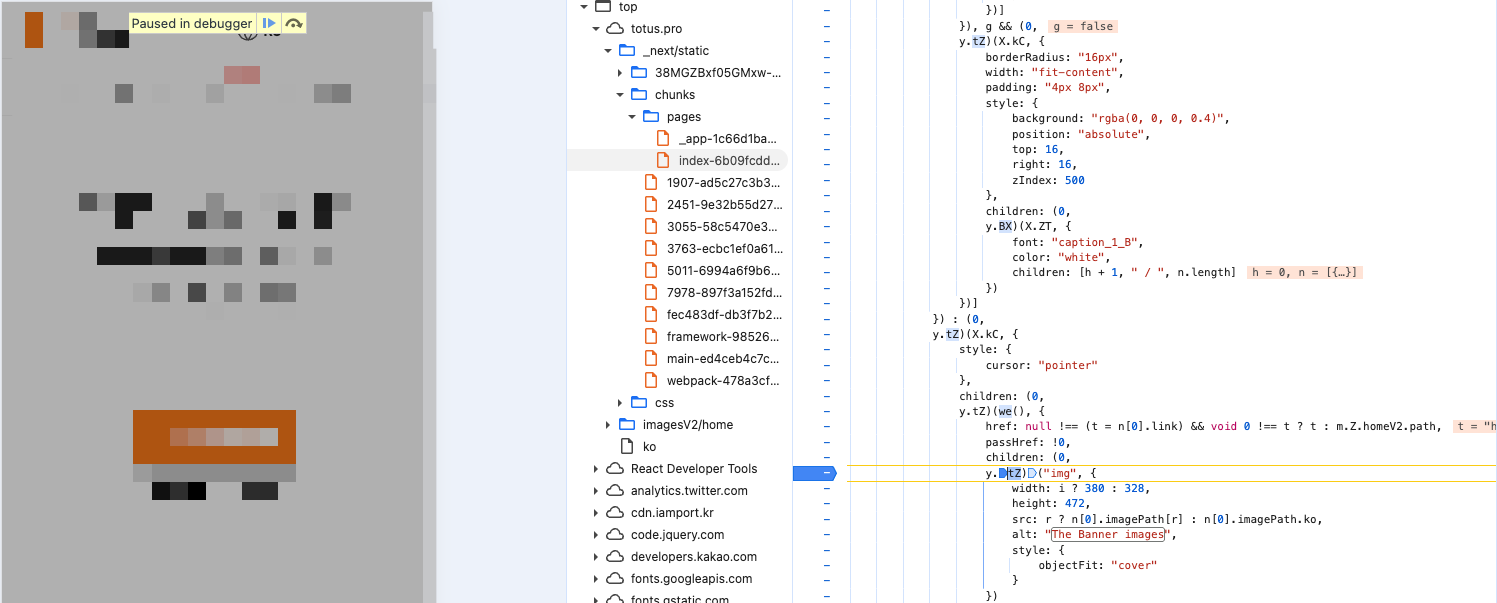 Paused in debugger
top
totus.pro
_next/static
38MGZBxf05GMxw-...
chunks
pages
_app-1c66d1ba...
index-6b09fcdd...
1907-ad5c27c3b3...
2451-9e32b55d27...
3055-58c5470e3...
3763-ecbc1ef0a61...
5011-6994a6f9b6...
7978-897f3a152fd...
fec483df-db3f7b2...
framework-98526...
main-ed4ceb4c7c...
webpack-478a3cf...
css
imagesV2/home
ko
React Developer Tools
analytics.twitter.com
cdn.iamport.kr
code.jquery.com
developers.kakao.com
fonts.googleapis.com
fonts.gstatic.com
})]
}), g && (0, g = false
y.tZ)(X.kC, {
borderRadius: "16px",
width: "fit-content",
padding: "4px 8px",
style: {
background: "rgba(0, 0, 0, 0.4)",
position: "absolute",
top: 16,
right: 16,
zIndex: 500
},
children: (0,
y.BX)(X.ZT, {
font: "caption_1_B",
color: "white",
children: [h + 1, " / ", n.length] h = 0, n = [{…}]
})
})]
}) : (0,
y.tZ)(X.kC, {
style: {
cursor: "pointer"
},
children: (0,
y.tZ)(we(), {
href: null !== (t = n[0].link) && void 0 !== t ? t : m.Z.homeV2.path, t = "h
passHref: !0,
children: (0,
y.tZ)("img", {
width: i ? 380 : 328,
height: 472,
src: r ? n[0].imagePath[r] : n[0].imagePath.ko,
alt: "The Banner images",
style: {
objectFit: "cover"
}
})